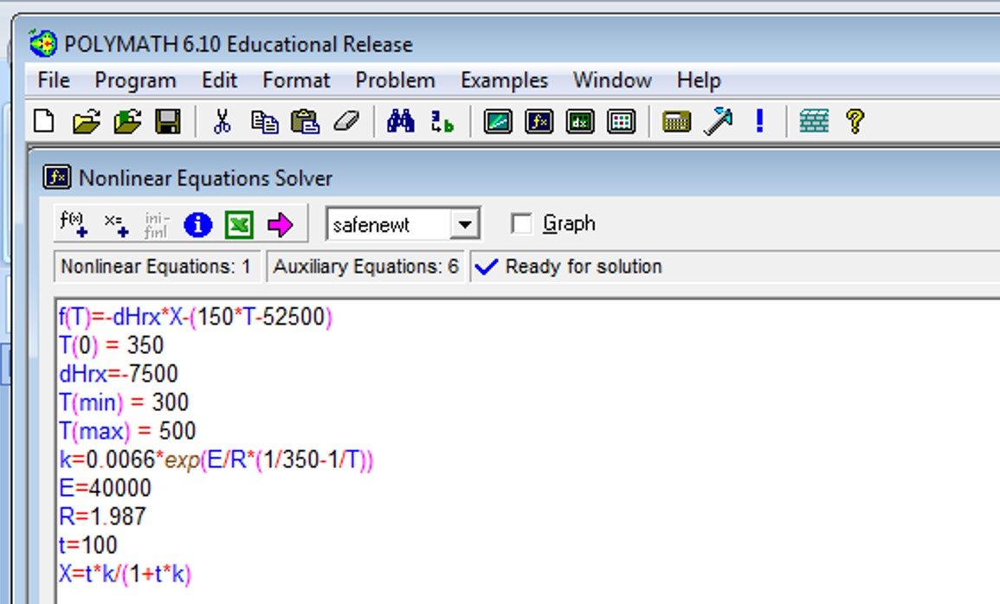 POLYMATH 6.10 Educational Release
File Program Edit Format Problem Examples Window Help
Nonlinear Equations Solver
f(x) x= ini- finl safenewt Graph
Nonlinear Equations: 1 Auxiliary Equations: 6 Ready for solution
f(T)=-dHrx*X-(150*T-52500)
T(0) = 350
dHrx=-7500
T(min) = 300
T(max) = 500
k=0.0066*exp(E/R*(1/350-1/T))
E=40000
R=1.987
t=100
X=t*k/(1+t*k)